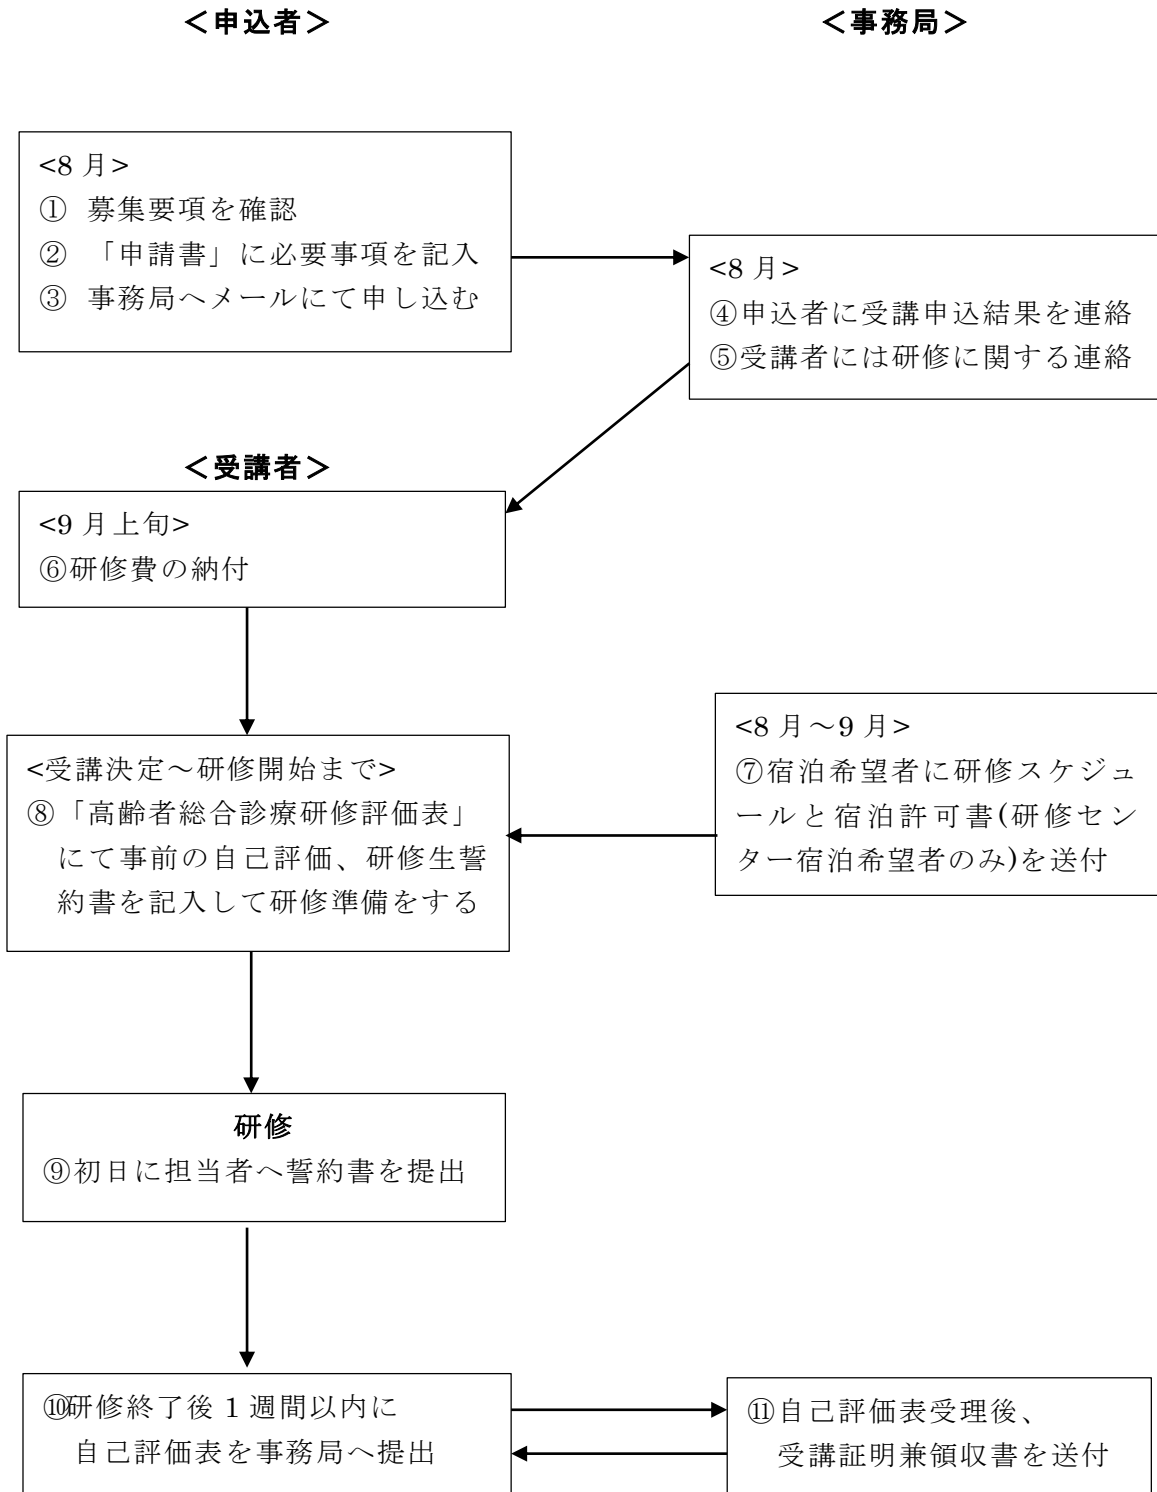 ＜申込者＞
＜事務局＞
<8 月>
① 募集要項を確認
② 「申請書」に必要事項を記入
③ 事務局へメールにて申し込む
<8 月>
④申込者に受講申込結果を連絡
⑤受講者には研修に関する連絡
＜受講者＞
<9 月上旬>
⑥研修費の納付
<8 月～9 月>
⑦宿泊希望者に研修スケジュ
ールと宿泊許可書(研修セン
ター宿泊希望者のみ)を送付
<受講決定～研修開始まで>
⑧「高齢者総合診療研修評価表」
にて事前の自己評価、研修生誓
約書を記入して研修準備をする
研修
⑨初日に担当者へ誓約書を提出
⑩研修終了後 1 週間以内に
自己評価表を事務局へ提出
⑪自己評価表受理後、
受講証明兼領収書を送付